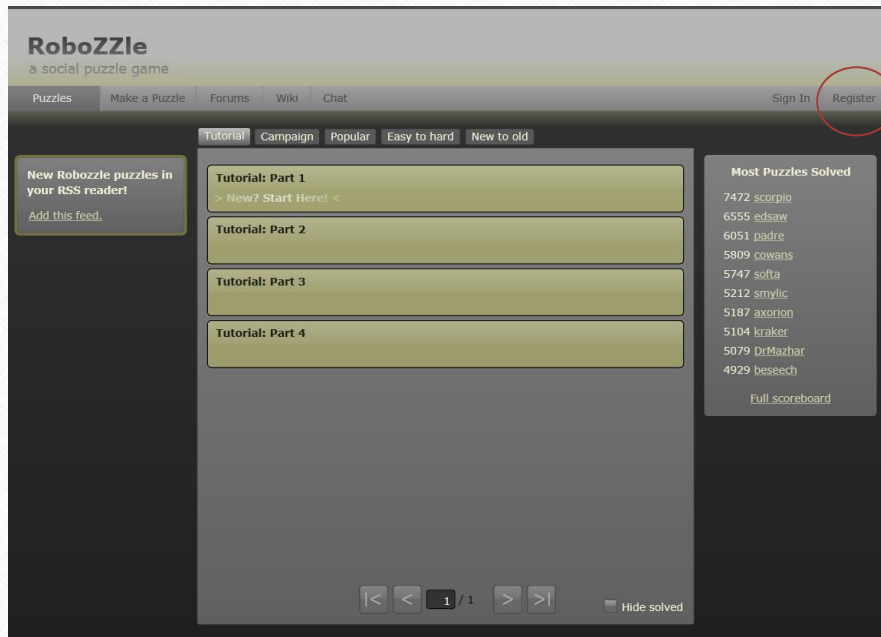 RoboZZle
a social puzzle game
Puzzles Make a Puzzle Forums Wiki Chat Sign In Register
Tutorial Campaign Popular Easy to hard New to old
New Robozzle puzzles in
your RSS reader!
Add this feed.
Tutorial: Part 1
> New? Start Here! <
Tutorial: Part 2
Tutorial: Part 3
Tutorial: Part 4
|< < 1 / 1 > >|
Hide solved
Most Puzzles Solved
7472 scorpio
6555 edsaw
6051 padre
5809 cowans
5747 softa
5212 smylic
5187 axorion
5104 kraker
5079 DrMazhar
4929 beseech
Full scoreboard